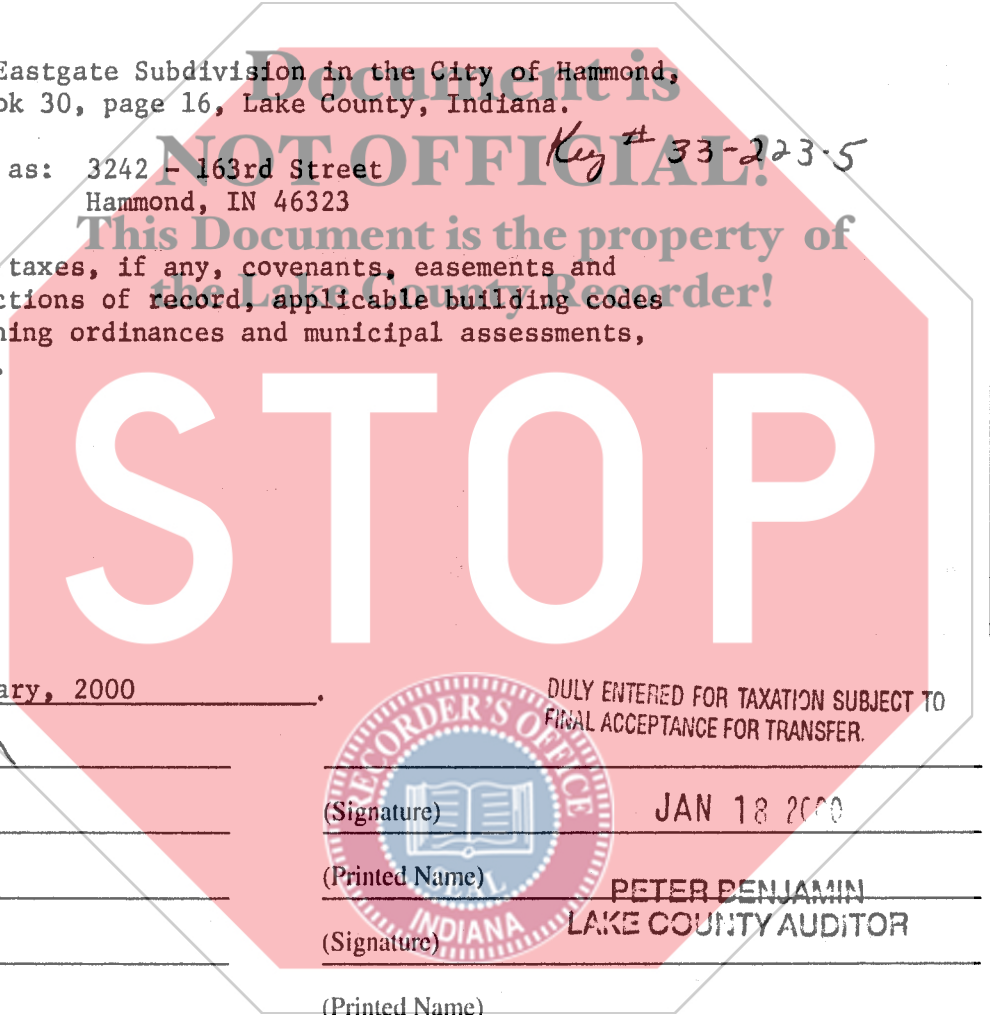 Eastgate Subdivision in the City of Hammond,
ok 30, page 16, Lake County, Indiana.
Key # 33-223-5
as: 3242 - 163rd Street
Hammond, IN 46323
taxes, if any, covenants, easements and
ctions of record, applicable building codes
ning ordinances and municipal assessments,
.
Document is
NOT OFFICIAL!
This Document is the property of
the Lake County Recorder!
STOP
ary, 2000 .
DULY ENTERED FOR TAXATION SUBJECT TO
FINAL ACCEPTANCE FOR TRANSFER.
RECORDER'S OFFICE
SEAL
INDIANA
(Signature)
JAN 18 2000
(Printed Name)
PETER BENJAMIN
LAKE COUNTY AUDITOR
(Signature)
(Printed Name)